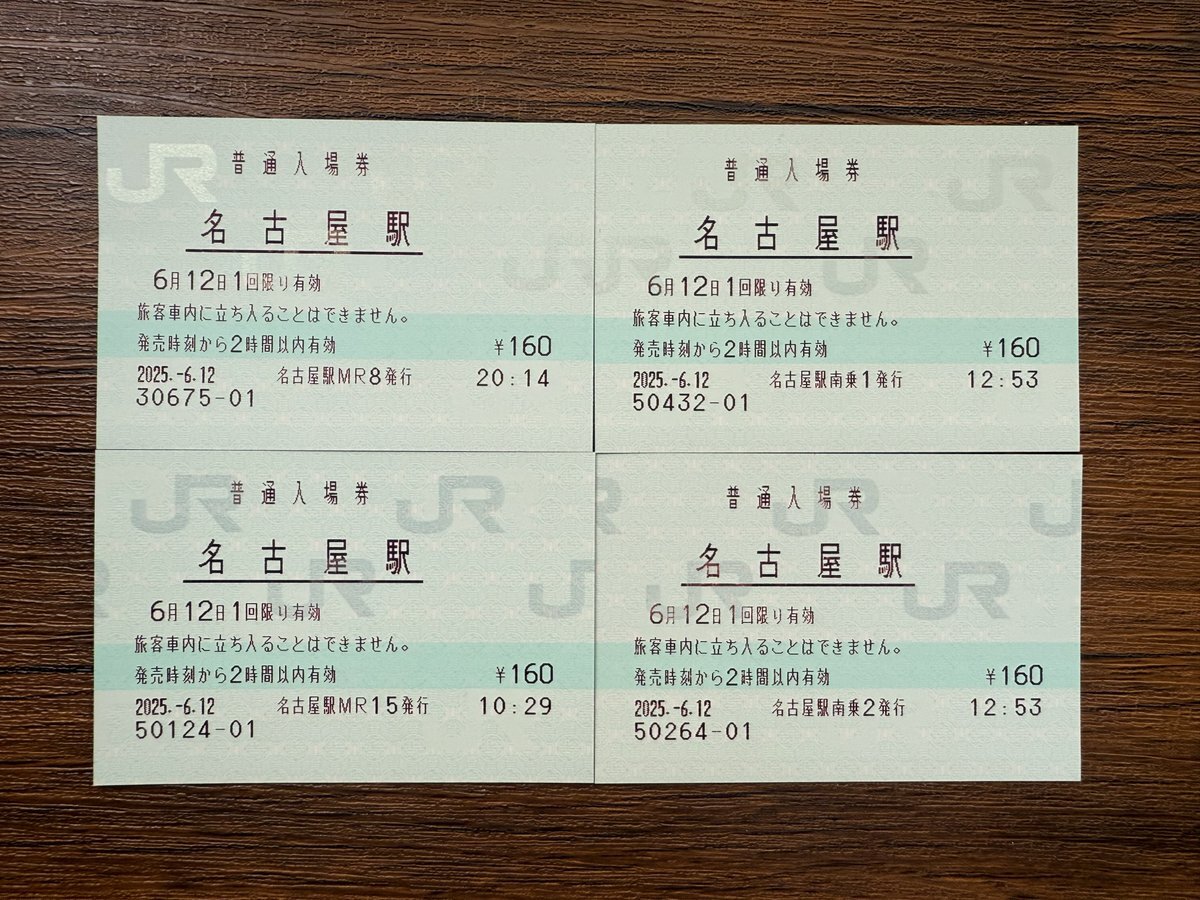 JR 普通入場券
名古屋駅
6月12日1回限り有効
旅客車内に立ち入ることはできません。
発売時刻から2時間以内有効 ¥160
2025.-6.12 名古屋駅MR8発行 20:14
30675-01
普通入場券
名古屋駅
6月12日1回限り有効
旅客車内に立ち入ることはできません。
発売時刻から2時間以内有効 ¥160
2025.-6.12 名古屋駅南乗1発行 12:53
50432-01
普通入場券
名古屋駅
6月12日1回限り有効
旅客車内に立ち入ることはできません。
発売時刻から2時間以内有効 ¥160
2025.-6.12 名古屋駅MR15発行 10:29
50124-01
普通入場券
名古屋駅
6月12日1回限り有効
旅客車内に立ち入ることはできません。
発売時刻から2時間以内有効 ¥160
2025.-6.12 名古屋駅南乗2発行 12:53
50264-01